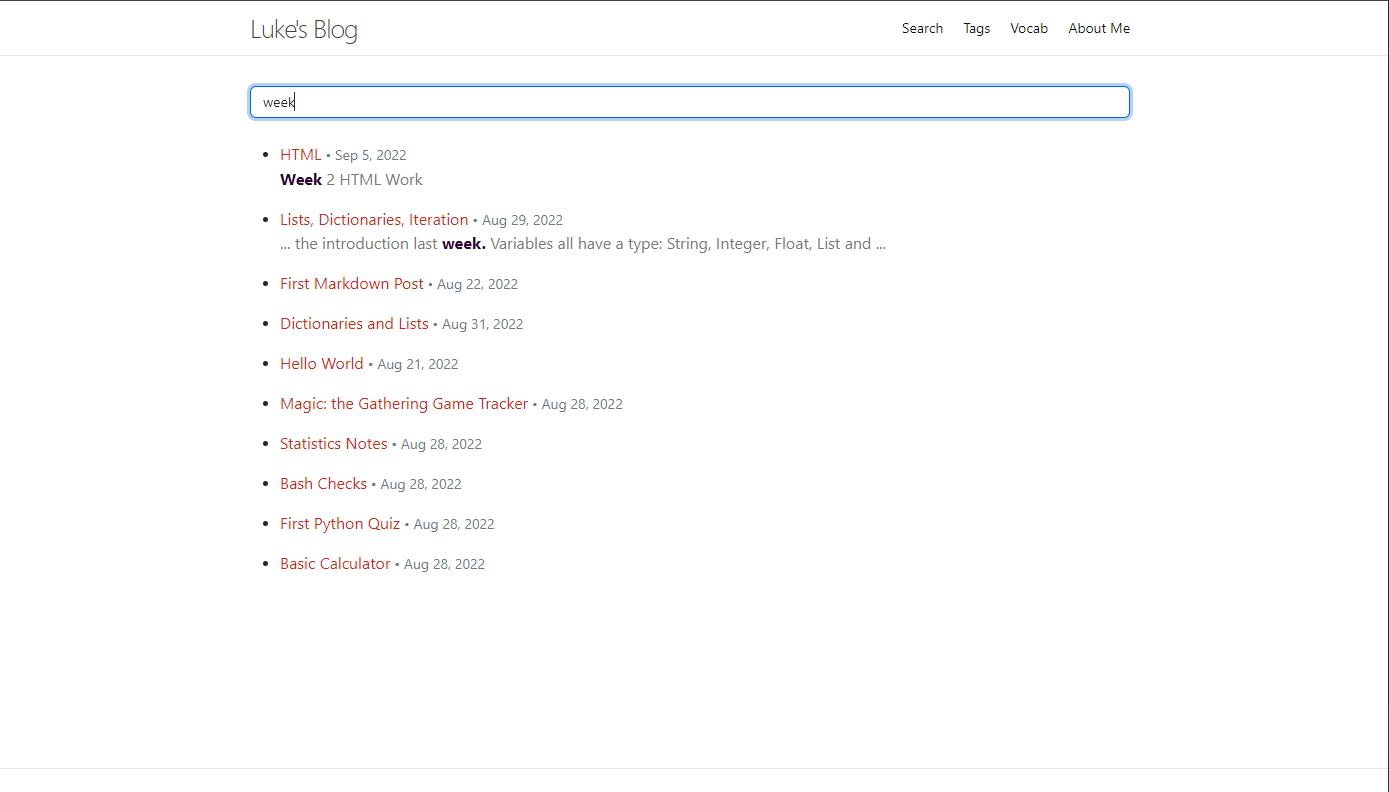 Luke's Blog
Search Tags Vocab About Me
week
HTML • Sep 5, 2022
Week 2 HTML Work
Lists, Dictionaries, Iteration • Aug 29, 2022
... the introduction last week. Variables all have a type: String, Integer, Float, List and ...
First Markdown Post • Aug 22, 2022
Dictionaries and Lists • Aug 31, 2022
Hello World • Aug 21, 2022
Magic: the Gathering Game Tracker • Aug 28, 2022
Statistics Notes • Aug 28, 2022
Bash Checks • Aug 28, 2022
First Python Quiz • Aug 28, 2022
Basic Calculator • Aug 28, 2022